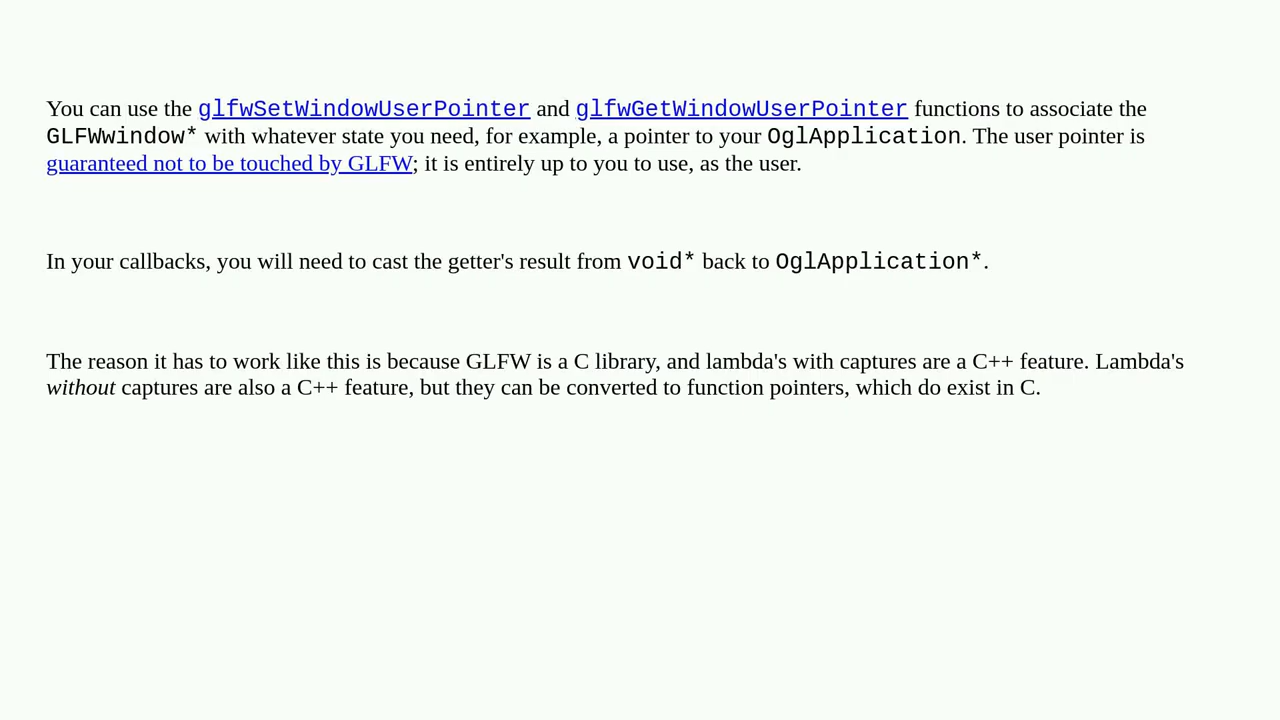 You can use the glfwSetWindowUserPointer and glfwGetWindowUserPointer functions to associate the
GLFWwindow* with whatever state you need, for example, a pointer to your OglApplication. The user pointer is
guaranteed not to be touched by GLFW; it is entirely up to you to use, as the user.
In your callbacks, you will need to cast the getter's result from void* back to OglApplication*.
The reason it has to work like this is because GLFW is a C library, and lambda's with captures are a C++ feature. Lambda's
without captures are also a C++ feature, but they can be converted to function pointers, which do exist in C.